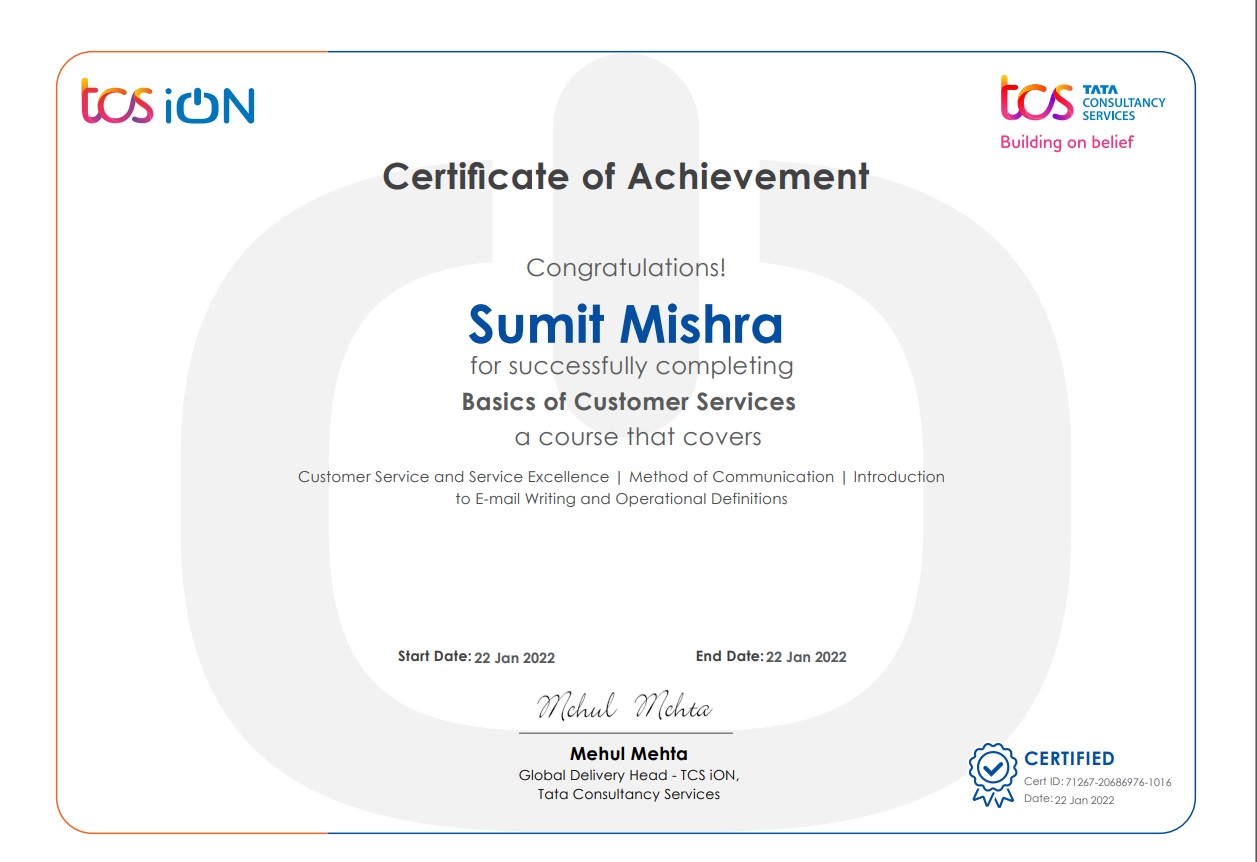 tcs iON
tcs TATA
CONSULTANCY
SERVICES
Building on belief
Certificate of Achievement
Congratulations!
Sumit Mishra
for successfully completing
Basics of Customer Services
a course that covers
Customer Service and Service Excellence | Method of Communication | Introduction
to E-mail Writing and Operational Definitions
Start Date: 22 Jan 2022
End Date: 22 Jan 2022
Mehul Mehta
Mehul Mehta
Global Delivery Head - TCS iON,
Tata Consultancy Services
CERTIFIED
Cert ID: 71267-20686976-1016
Date: 22 Jan 2022